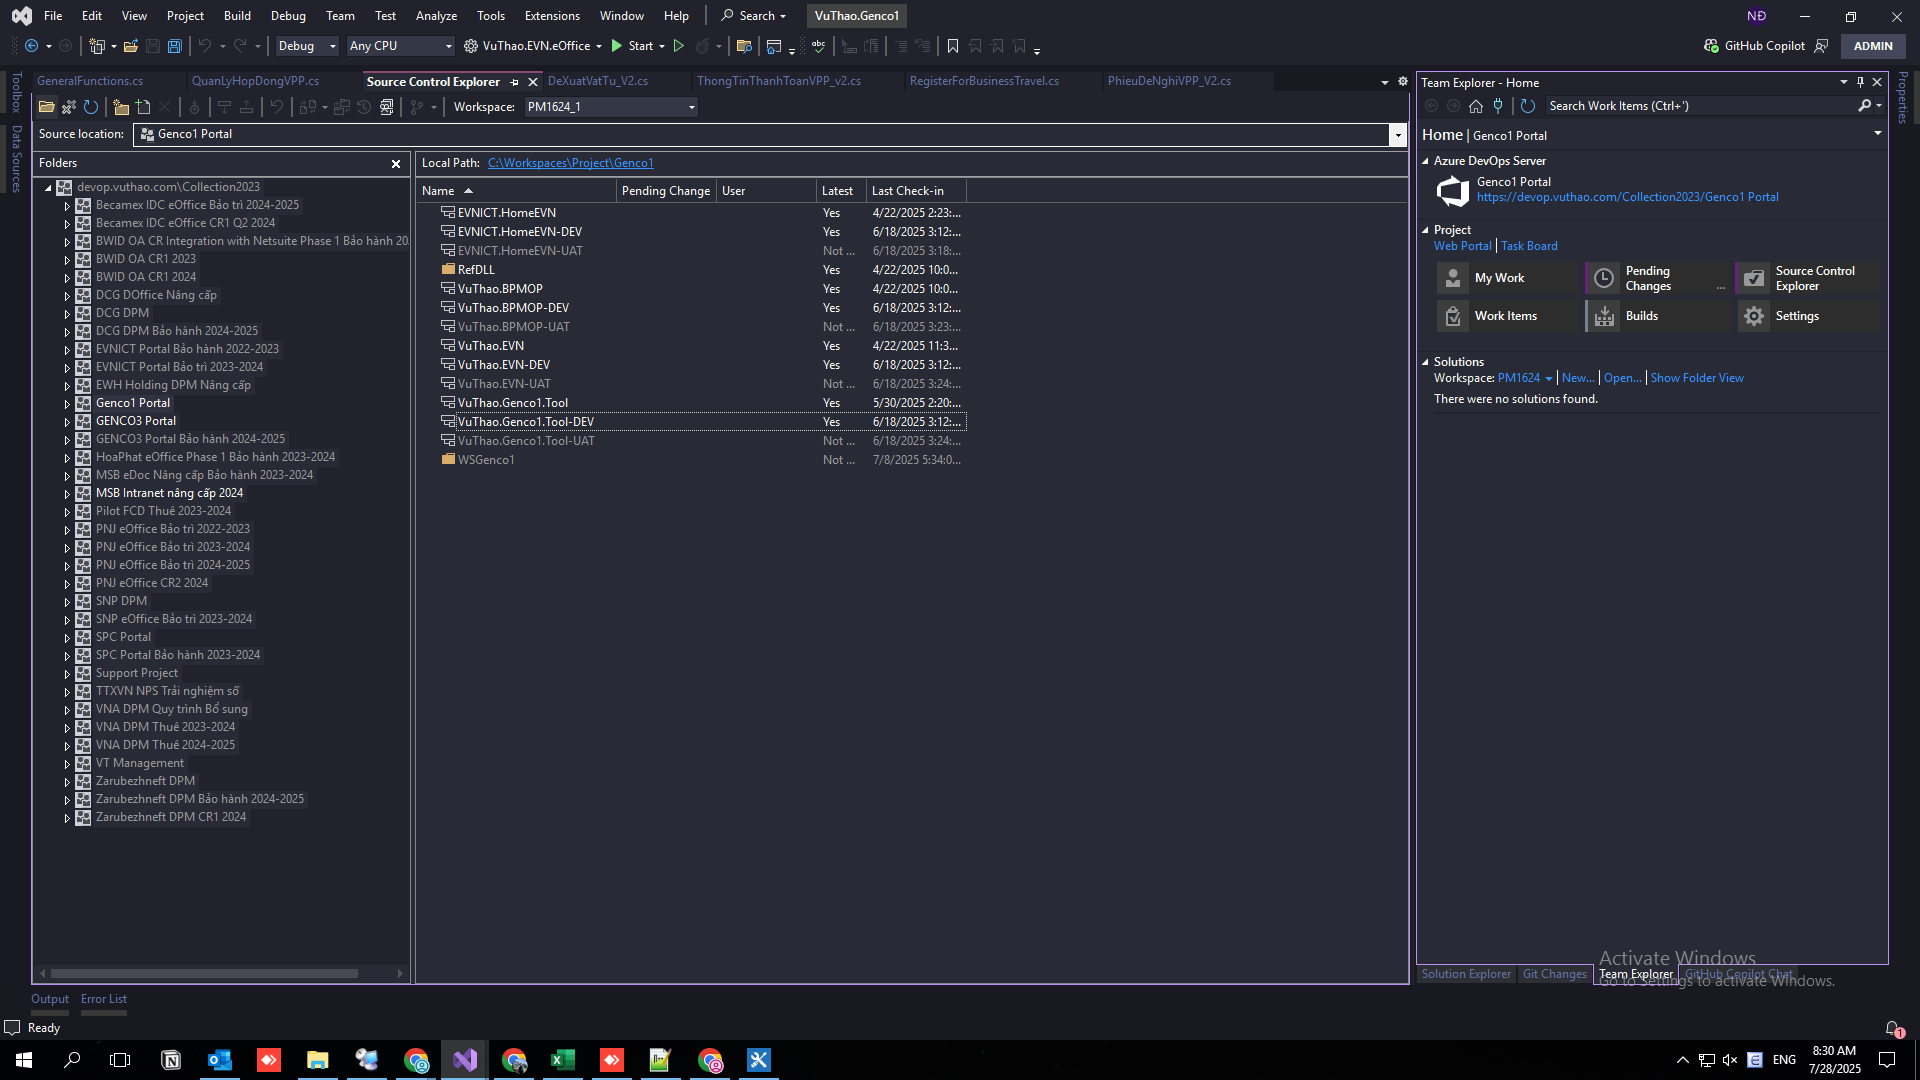 File Edit View Project Build Debug Team Test Analyze Tools Extensions Window Help Search VuThao.Genco1 NĐ
Debug Any CPU VuThao.EVN.eOffice Start GitHub Copilot ADMIN
GeneralFunctions.cs QuanLyHopDongVPP.cs Source Control Explorer DeXuatVatTu_V2.cs ThongTinThanhToanVPP_v2.cs RegisterForBusinessTravel.cs PhieuDeNghiVPP_V2.cs
Toolbox
Data Sources
Workspace: PM1624_1
Source location: Genco1 Portal
Folders
devop.vuthao.com\Collection2023
Becamex IDC eOffice Bảo trì 2024-2025
Becamex IDC eOffice CR1 Q2 2024
BWID OA CR Integration with Netsuite Phase 1 Bảo hành 20
BWID OA CR1 2023
BWID OA CR1 2024
DCG DOffice Nâng cấp
DCG DPM
DCG DPM Bảo hành 2024-2025
EVNICT Portal Bảo hành 2022-2023
EVNICT Portal Bảo trì 2023-2024
EWH Holding DPM Nâng cấp
Genco1 Portal
GENCO3 Portal
GENCO3 Portal Bảo hành 2024-2025
HoaPhat eOffice Phase 1 Bảo hành 2023-2024
MSB eDoc Nâng cấp Bảo hành 2023-2024
MSB Intranet nâng cấp 2024
Pilot FCD Thuê 2023-2024
PNJ eOffice Bảo trì 2022-2023
PNJ eOffice Bảo trì 2023-2024
PNJ eOffice Bảo trì 2024-2025
PNJ eOffice CR2 2024
SNP DPM
SNP eOffice Bảo trì 2023-2024
SPC Portal
SPC Portal Bảo hành 2023-2024
Support Project
TTXVN NPS Trải nghiệm số
VNA DPM Quy trình Bổ sung
VNA DPM Thuê 2023-2024
VNA DPM Thuê 2024-2025
VT Management
Zarubezhneft DPM
Zarubezhneft DPM Bảo hành 2024-2025
Zarubezhneft DPM CR1 2024
Local Path: C:\Workspaces\Project\Genco1
Name Pending Change User Latest Last Check-in
EVNICT.HomeEVN Yes 4/22/2025 2:23:...
EVNICT.HomeEVN-DEV Yes 6/18/2025 3:12:...
EVNICT.HomeEVN-UAT Not ... 6/18/2025 3:18:...
RefDLL Yes 4/22/2025 10:0...
VuThao.BPMOP Yes 4/22/2025 10:0...
VuThao.BPMOP-DEV Yes 6/18/2025 3:12:...
VuThao.BPMOP-UAT Not ... 6/18/2025 3:23:...
VuThao.EVN Yes 4/22/2025 11:3...
VuThao.EVN-DEV Yes 6/18/2025 3:12:...
VuThao.EVN-UAT Not ... 6/18/2025 3:24:...
VuThao.Genco1.Tool Yes 5/30/2025 2:20:...
VuThao.Genco1.Tool-DEV Yes 6/18/2025 3:12:...
VuThao.Genco1.Tool-UAT Not ... 6/18/2025 3:24:...
WSGenco1 Not ... 7/8/2025 5:34:0...
Team Explorer - Home
Search Work Items (Ctrl+')
Home | Genco1 Portal
Azure DevOps Server
Genco1 Portal
https://devop.vuthao.com/Collection2023/Genco1 Portal
Project
Web Portal | Task Board
My Work
Pending Changes ...
Source Control Explorer
Work Items
Builds
Settings
Solutions
Workspace: PM1624 | New... | Open... | Show Folder View
There were no solutions found.
Properties
Activate Windows
Go to Settings to activate Windows.
Solution Explorer Git Changes Team Explorer GitHub Copilot Chat
Output Error List
Ready
1
ENG
8:30 AM
7/28/2025